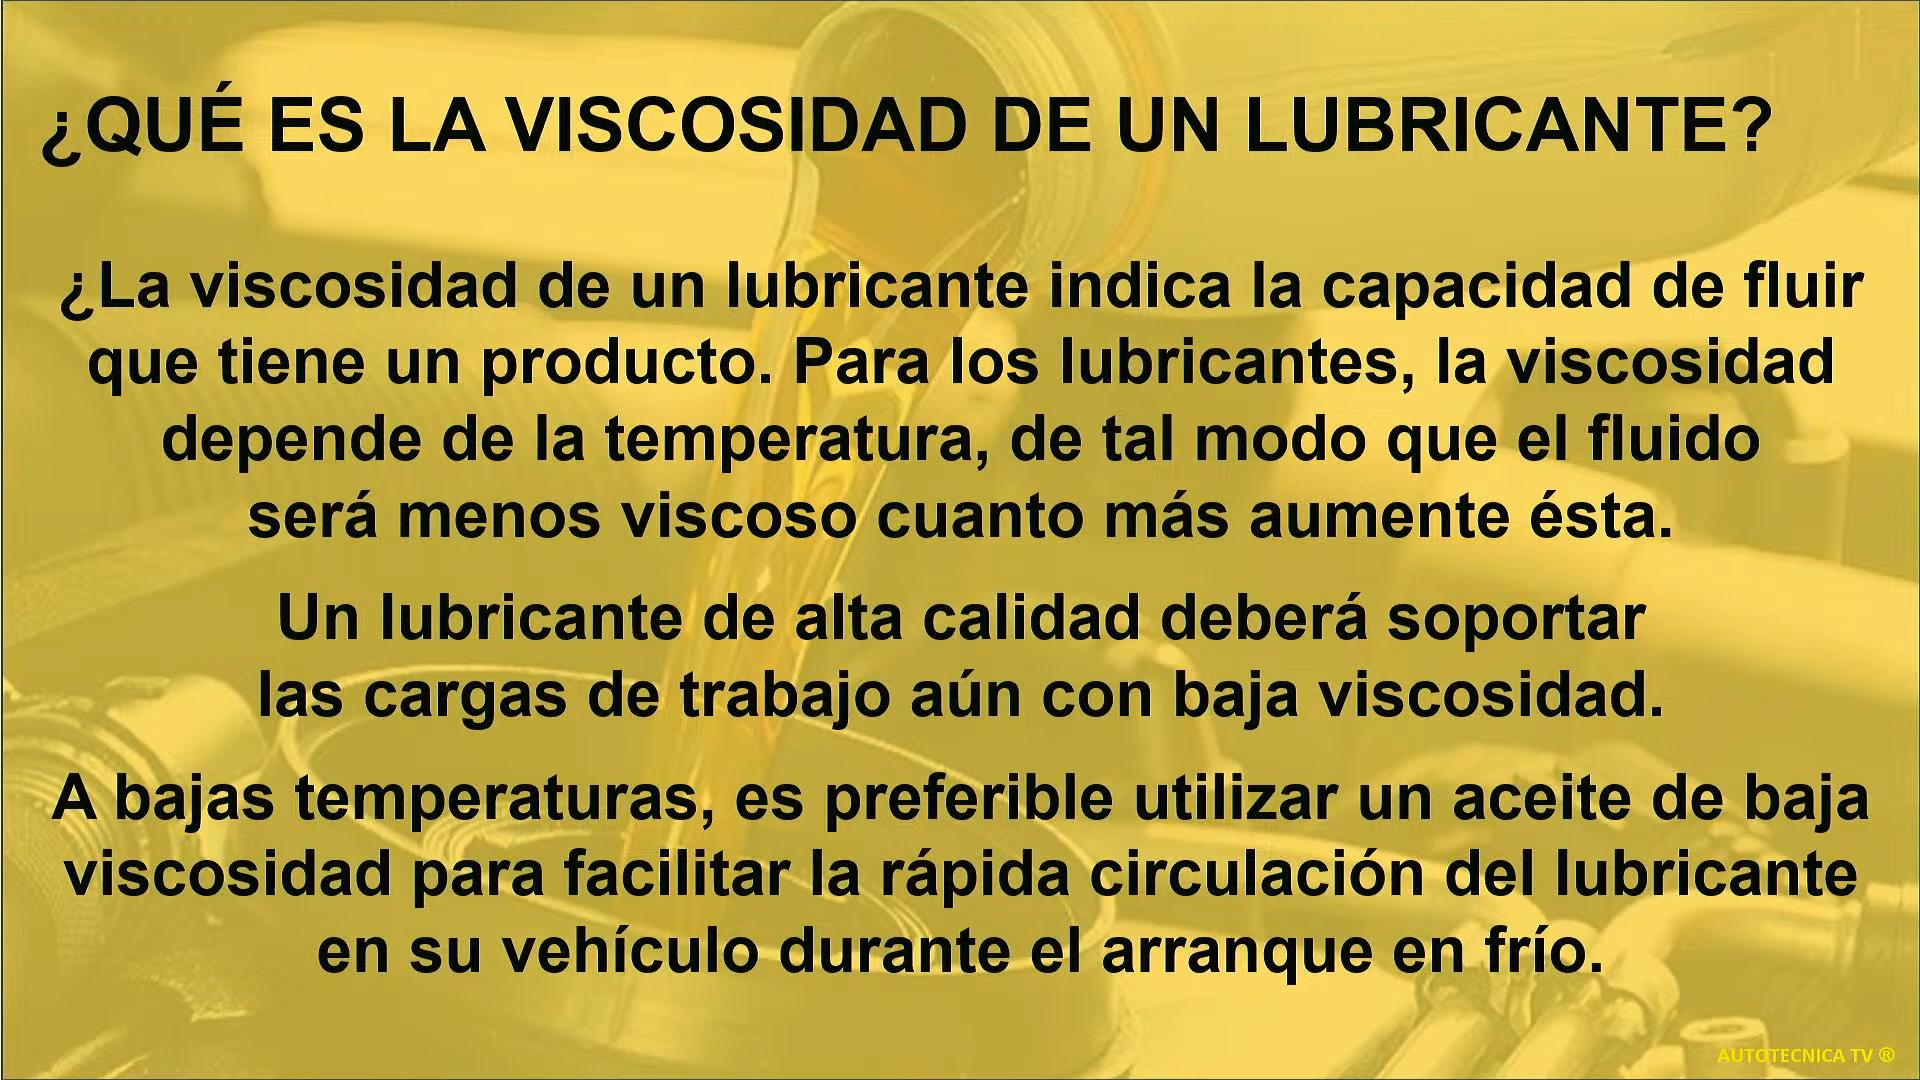 ¿QUÉ ES LA VISCOSIDAD DE UN LUBRICANTE?
¿La viscosidad de un lubricante indica la capacidad de fluir
que tiene un producto. Para los lubricantes, la viscosidad
depende de la temperatura, de tal modo que el fluido
será menos viscoso cuanto más aumente ésta.
Un lubricante de alta calidad deberá soportar
las cargas de trabajo aún con baja viscosidad.
A bajas temperaturas, es preferible utilizar un aceite de baja
viscosidad para facilitar la rápida circulación del lubricante
en su vehículo durante el arranque en frío.
AUTOTECNICA TV ®